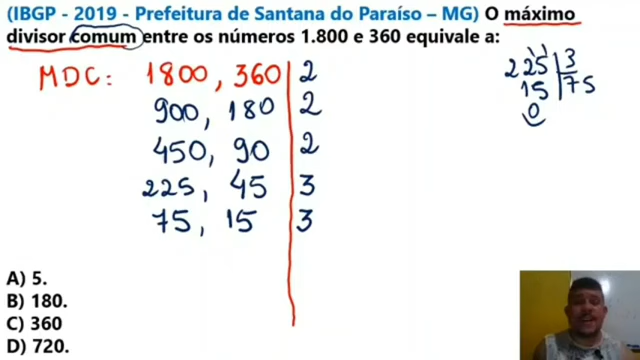 (IBGP - 2019 - Prefeitura de Santana do Paraíso – MG) O máximo
divisor comum entre os números 1.800 e 360 equivale a:
MDC: 1800, 360 | 2
900, 180 | 2
450, 90 | 2
225, 45 | 3
75, 15 | 3
225 | 3
15 | 75
0
A) 5.
B) 180.
C) 360
D) 720.